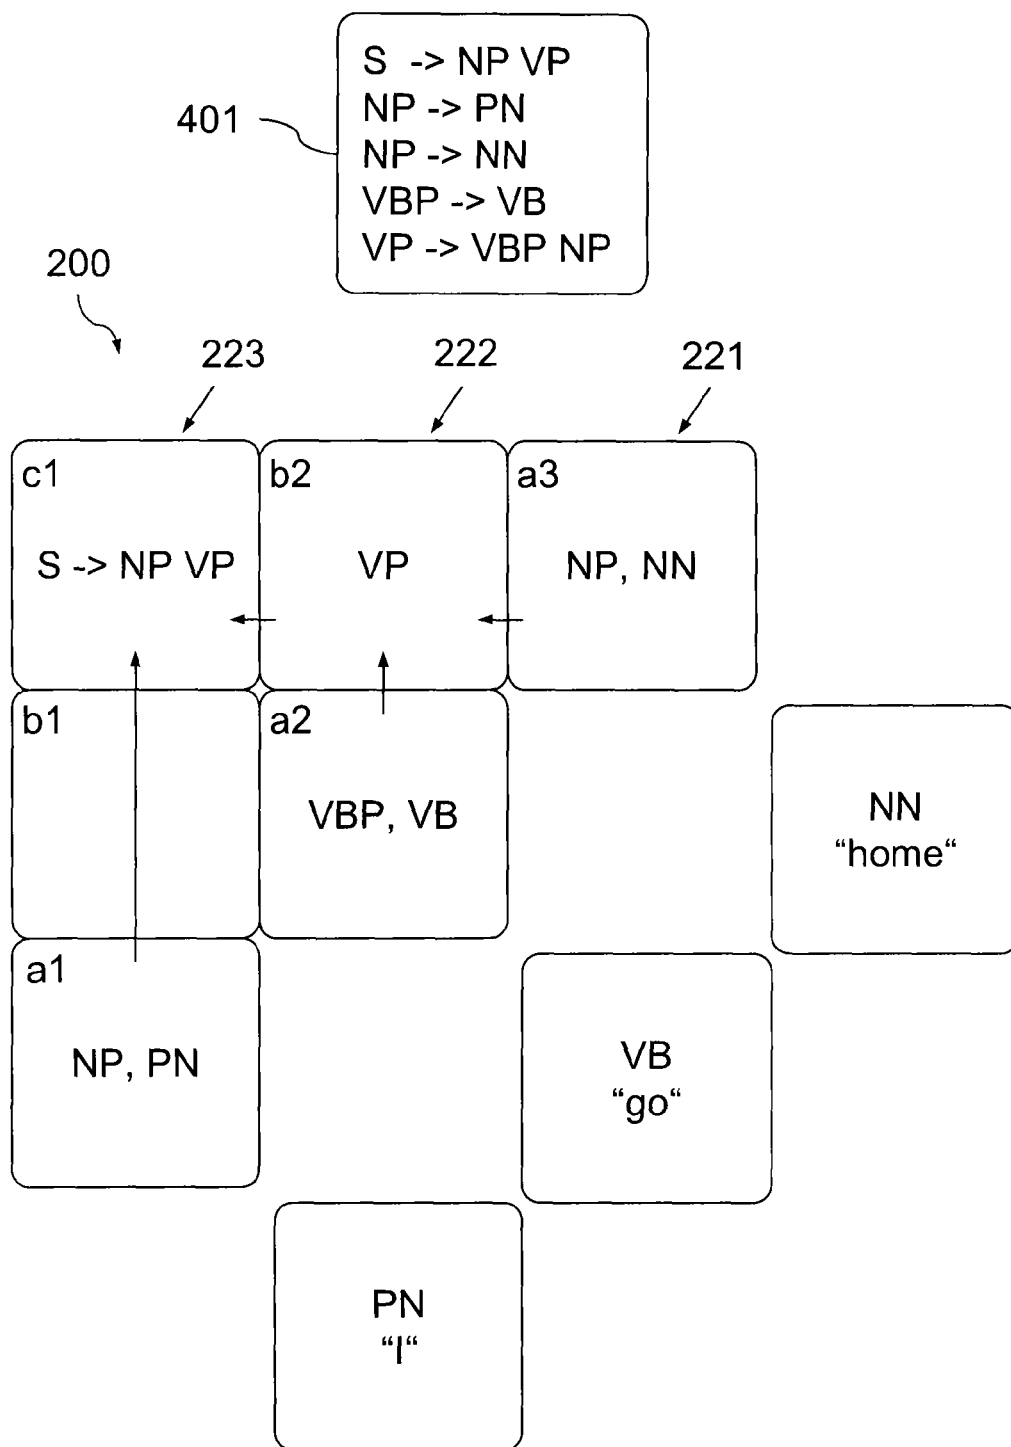 S -> NP VP
NP -> PN
NP -> NN
VBP -> VB
VP -> VBP NP
401
200
223
222
221
c1
S -> NP VP
b2
VP
a3
NP, NN
b1
a2
VBP, VB
NN
“home“
a1
NP, PN
VB
“go“
PN
“I“